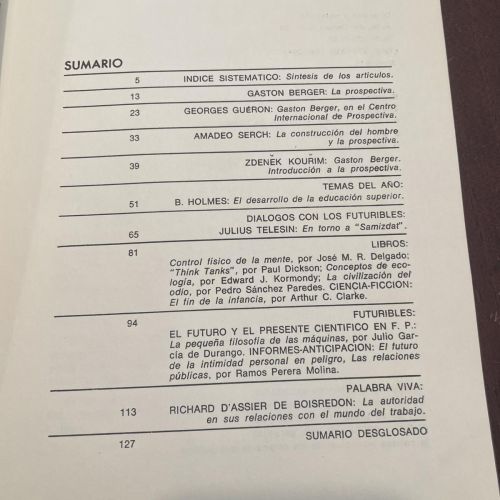 SUMARIO
5 INDICE SISTEMATICO: Síntesis de los artículos.
13 GASTON BERGER: La prospectiva.
23 GEORGES GUÉRON: Gaston Berger, en el Centro
Internacional de Prospectiva.
33 AMADEO SERCH: La construcción del hombre
y la prospectiva.
39 ZDENĚK KOUŘIM: Gaston Berger.
Introducción a la prospectiva.
TEMAS DEL AÑO:
51 B. HOLMES: El desarrollo de la educación superior.
DIALOGOS CON LOS FUTURIBLES:
65 JULIUS TELESIN: En torno a "Samizdat".
81 LIBROS:
Control físico de la mente, por José M. R. Delgado;
"Think Tanks", por Paul Dickson; Conceptos de eco-
logía, por Edward J. Kormondy; La civilización del
odio, por Pedro Sánchez Paredes. CIENCIA-FICCION:
El fin de la infancia, por Arthur C. Clarke.
94 FUTURIBLES:
EL FUTURO Y EL PRESENTE CIENTIFICO EN F. P.:
La pequeña filosofía de las máquinas, por Julio Gar-
cía de Durango. INFORMES-ANTICIPACION: El futuro
de la intimidad personal en peligro, Las relaciones
públicas, por Ramos Perera Molina.
PALABRA VIVA:
113 RICHARD D'ASSIER DE BOISREDON: La autoridad
en sus relaciones con el mundo del trabajo.
127 SUMARIO DESGLOSADO